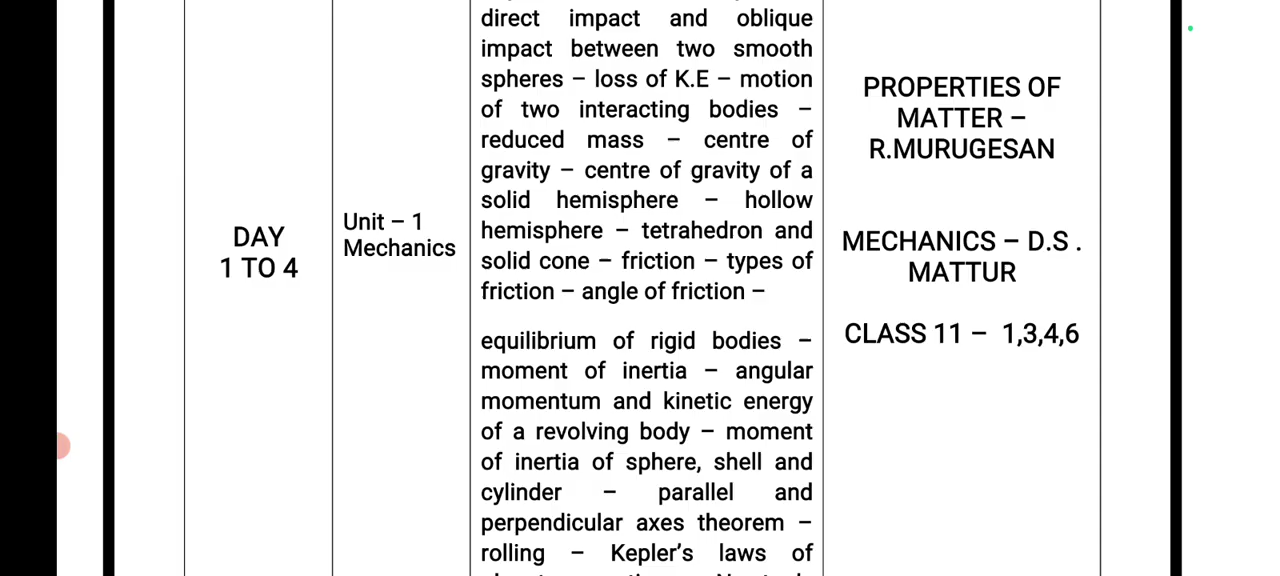 direct impact and oblique
impact between two smooth
spheres – loss of K.E – motion
of two interacting bodies –
reduced mass – centre of
gravity – centre of gravity of a
solid hemisphere – hollow
hemisphere – tetrahedron and
solid cone – friction – types of
friction – angle of friction –
equilibrium of rigid bodies –
moment of inertia – angular
momentum and kinetic energy
of a revolving body – moment
of inertia of sphere, shell and
cylinder – parallel and
perpendicular axes theorem –
rolling – Kepler's laws of
DAY
1 TO 4
Unit – 1
Mechanics
PROPERTIES OF
MATTER –
R.MURUGESAN
MECHANICS – D.S .
MATTUR
CLASS 11 – 1,3,4,6